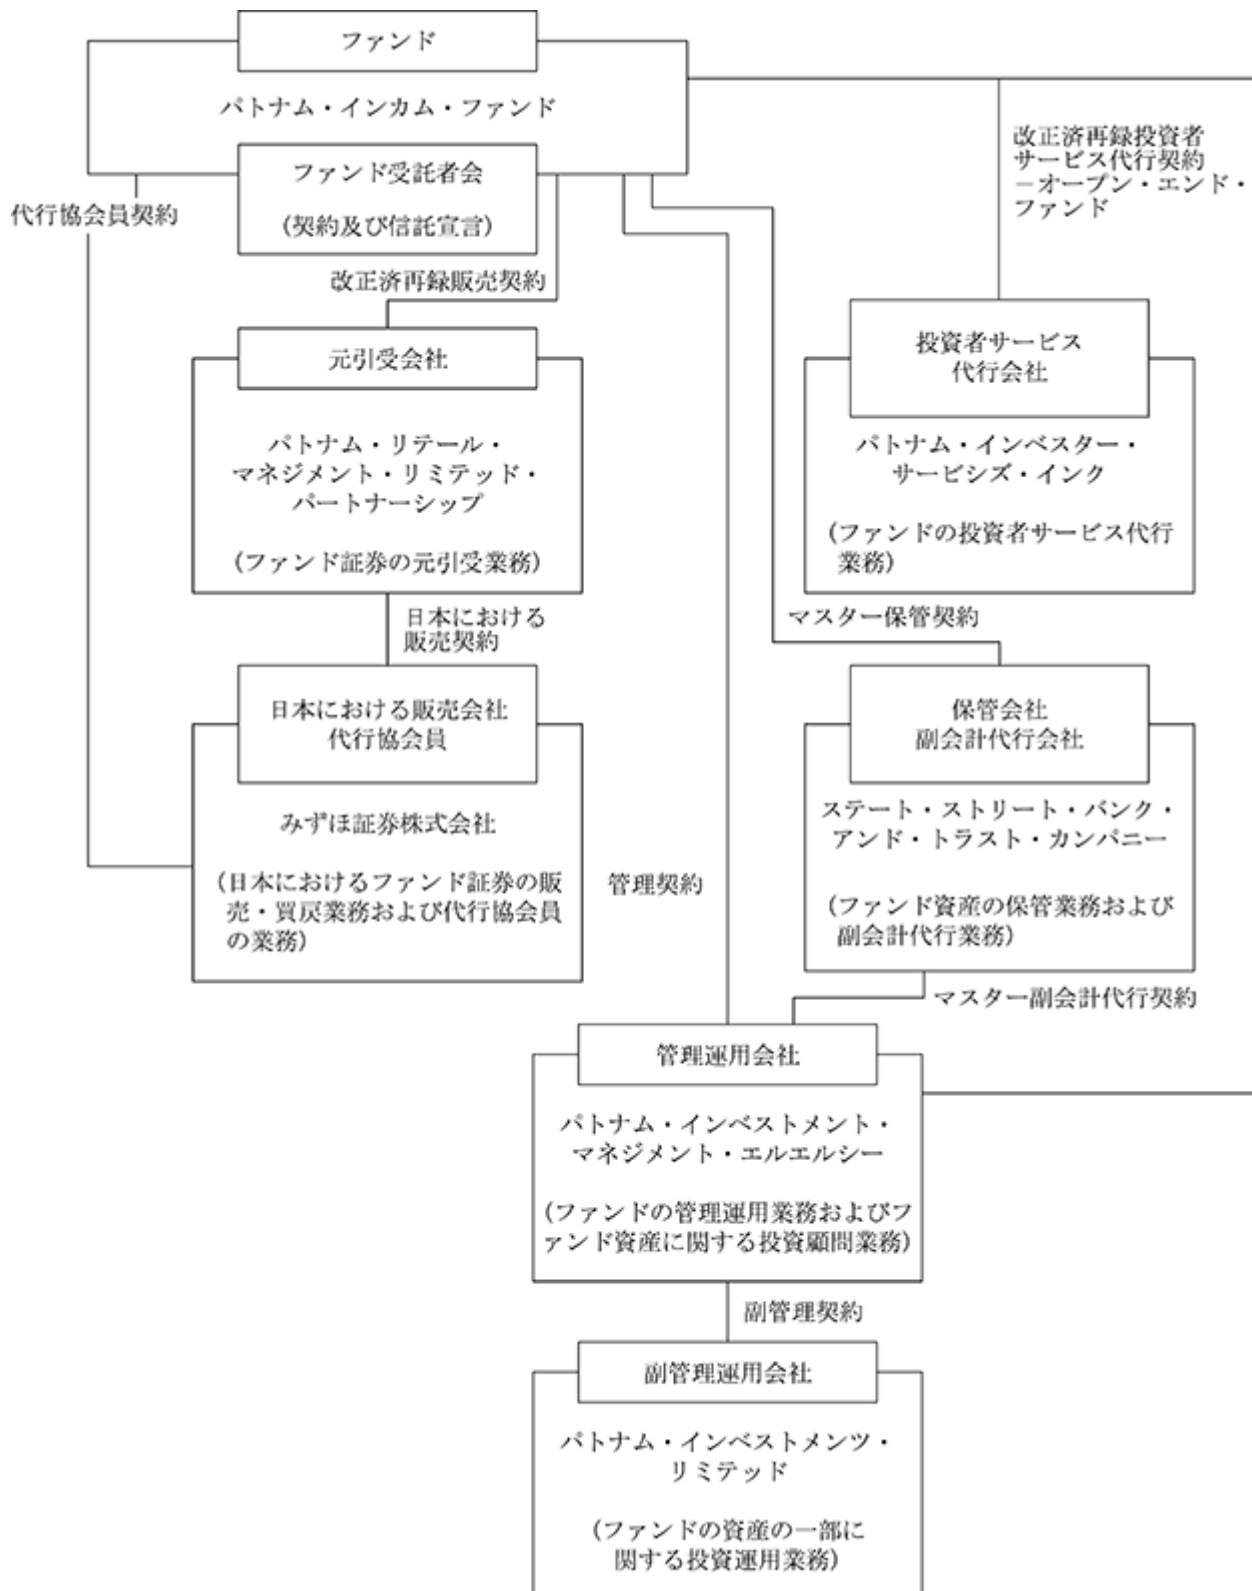 ファンド
パトナム・インカム・ファンド
ファンド受託者会
(契約及び信託宣言)
代行協会員契約
改正済再録投資者
サービス代行契約
－オープン・エンド・
ファンド
改正済再録販売契約
元引受会社
パトナム・リテール・
マネジメント・リミテッド・
パートナーシップ
(ファンド証券の元引受業務)
投資者サービス
代行会社
パトナム・インベスター・
サービシズ・インク
(ファンドの投資者サービス代行
業務)
日本における
販売契約
マスター保管契約
日本における販売会社
代行協会員
みずほ証券株式会社
(日本におけるファンド証券の販
売・買戻業務および代行協会員
の業務)
保管会社
副会計代行会社
ステート・ストリート・バンク・
アンド・トラスト・カンパニー
(ファンド資産の保管業務および
副会計代行業務)
管理契約
マスター副会計代行契約
管理運用会社
パトナム・インベストメント・
マネジメント・エルエルシー
(ファンドの管理運用業務およびフ
ァンド資産に関する投資顧問業務)
副管理契約
副管理運用会社
パトナム・インベストメンツ・
リミテッド
(ファンドの資産の一部に
関する投資運用業務)